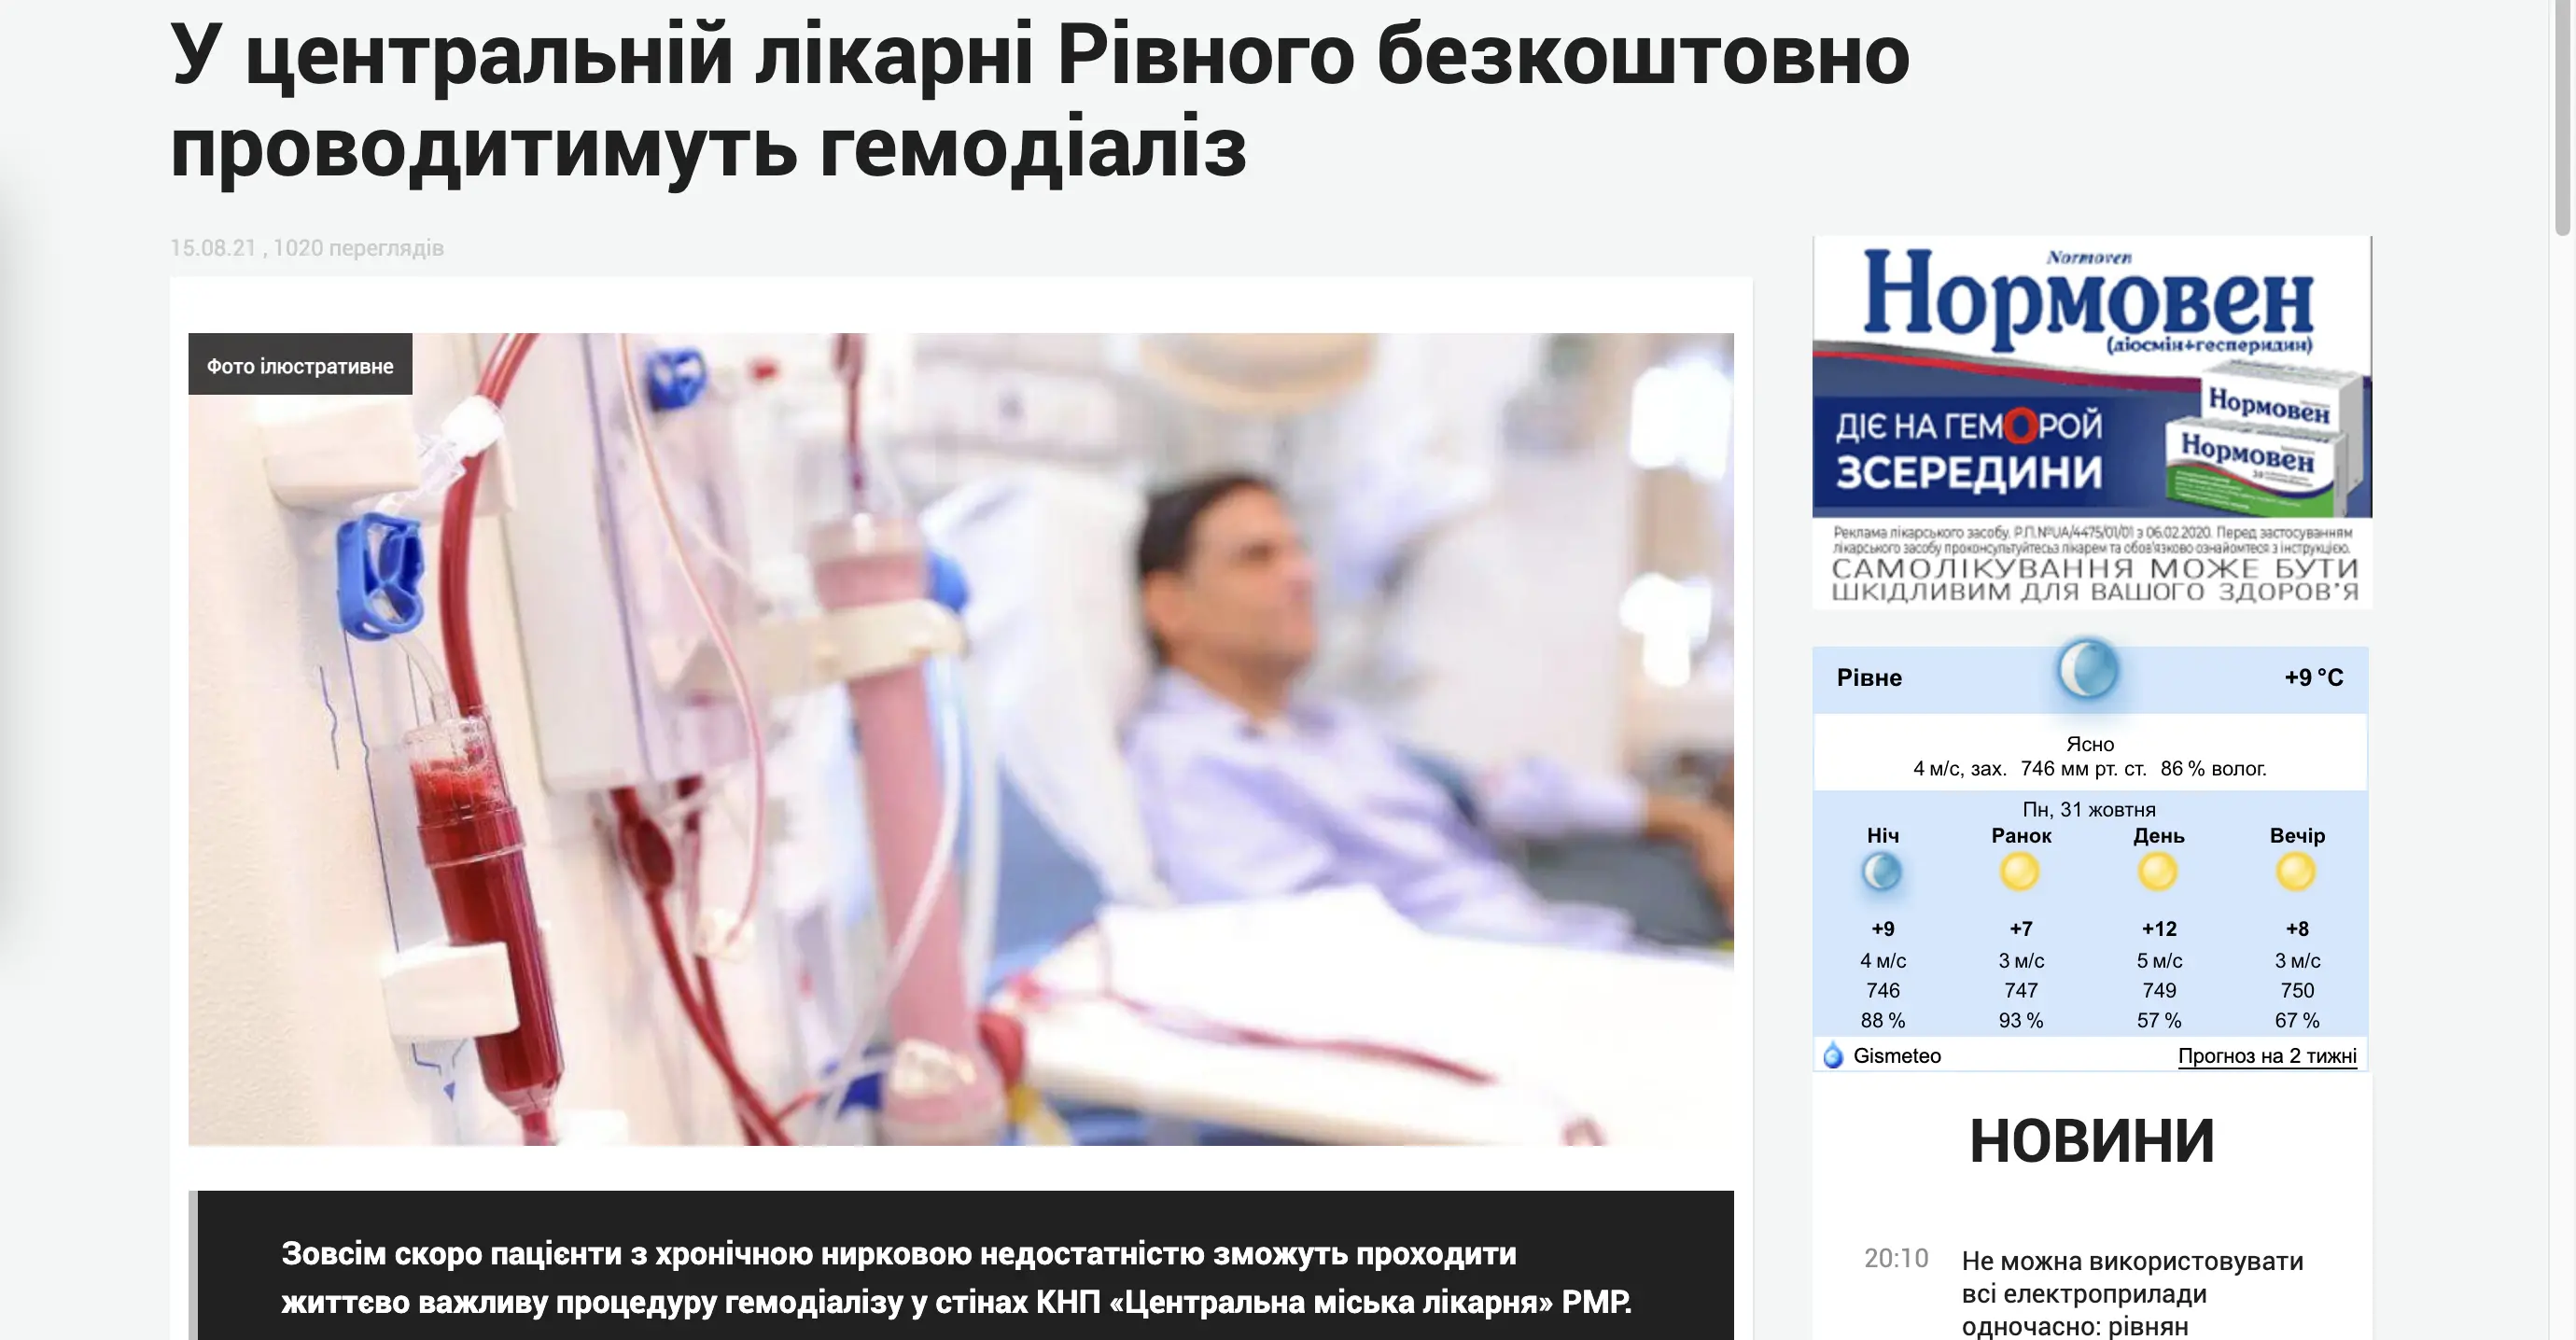 У центральній лікарні Рівного безкоштовно
проводитимуть гемодіаліз
15.08.21 , 1020 переглядів
Фото ілюстративне
Normoven
Нормовен
(діосмін+гесперидин)
Нормовен
Нормовен
ДІЄ НА ГЕМОРОЙ
ЗСЕРЕДИНИ
Реклама лікарського засобу. Р.П.№UA/4475/01/01 з 06.02.2020. Перед застосуванням
лікарського засобу проконсультуйтесьз лікарем та обов'язково ознайомтеся з інструкцією.
САМОЛІКУВАННЯ МОЖЕ БУТИ
ШКІДЛИВИМ ДЛЯ ВАШОГО ЗДОРОВ'Я
Рівне +9 °C
Ясно
4 м/с, зах. 746 мм рт. ст. 86 % волог.
Пн, 31 жовтня
Ніч Ранок День Вечір
+9 +7 +12 +8
4 м/с 3 м/с 5 м/с 3 м/с
746 747 749 750
88 % 93 % 57 % 67 %
Gismeteo Прогноз на 2 тижні
НОВИНИ
20:10 Не можна використовувати
всі електроприлади
одночасно: рівнян
Зовсім скоро пацієнти з хронічною нирковою недостатністю зможуть проходити
життєво важливу процедуру гемодіалізу у стінах КНП «Центральна міська лікарня» РМР.